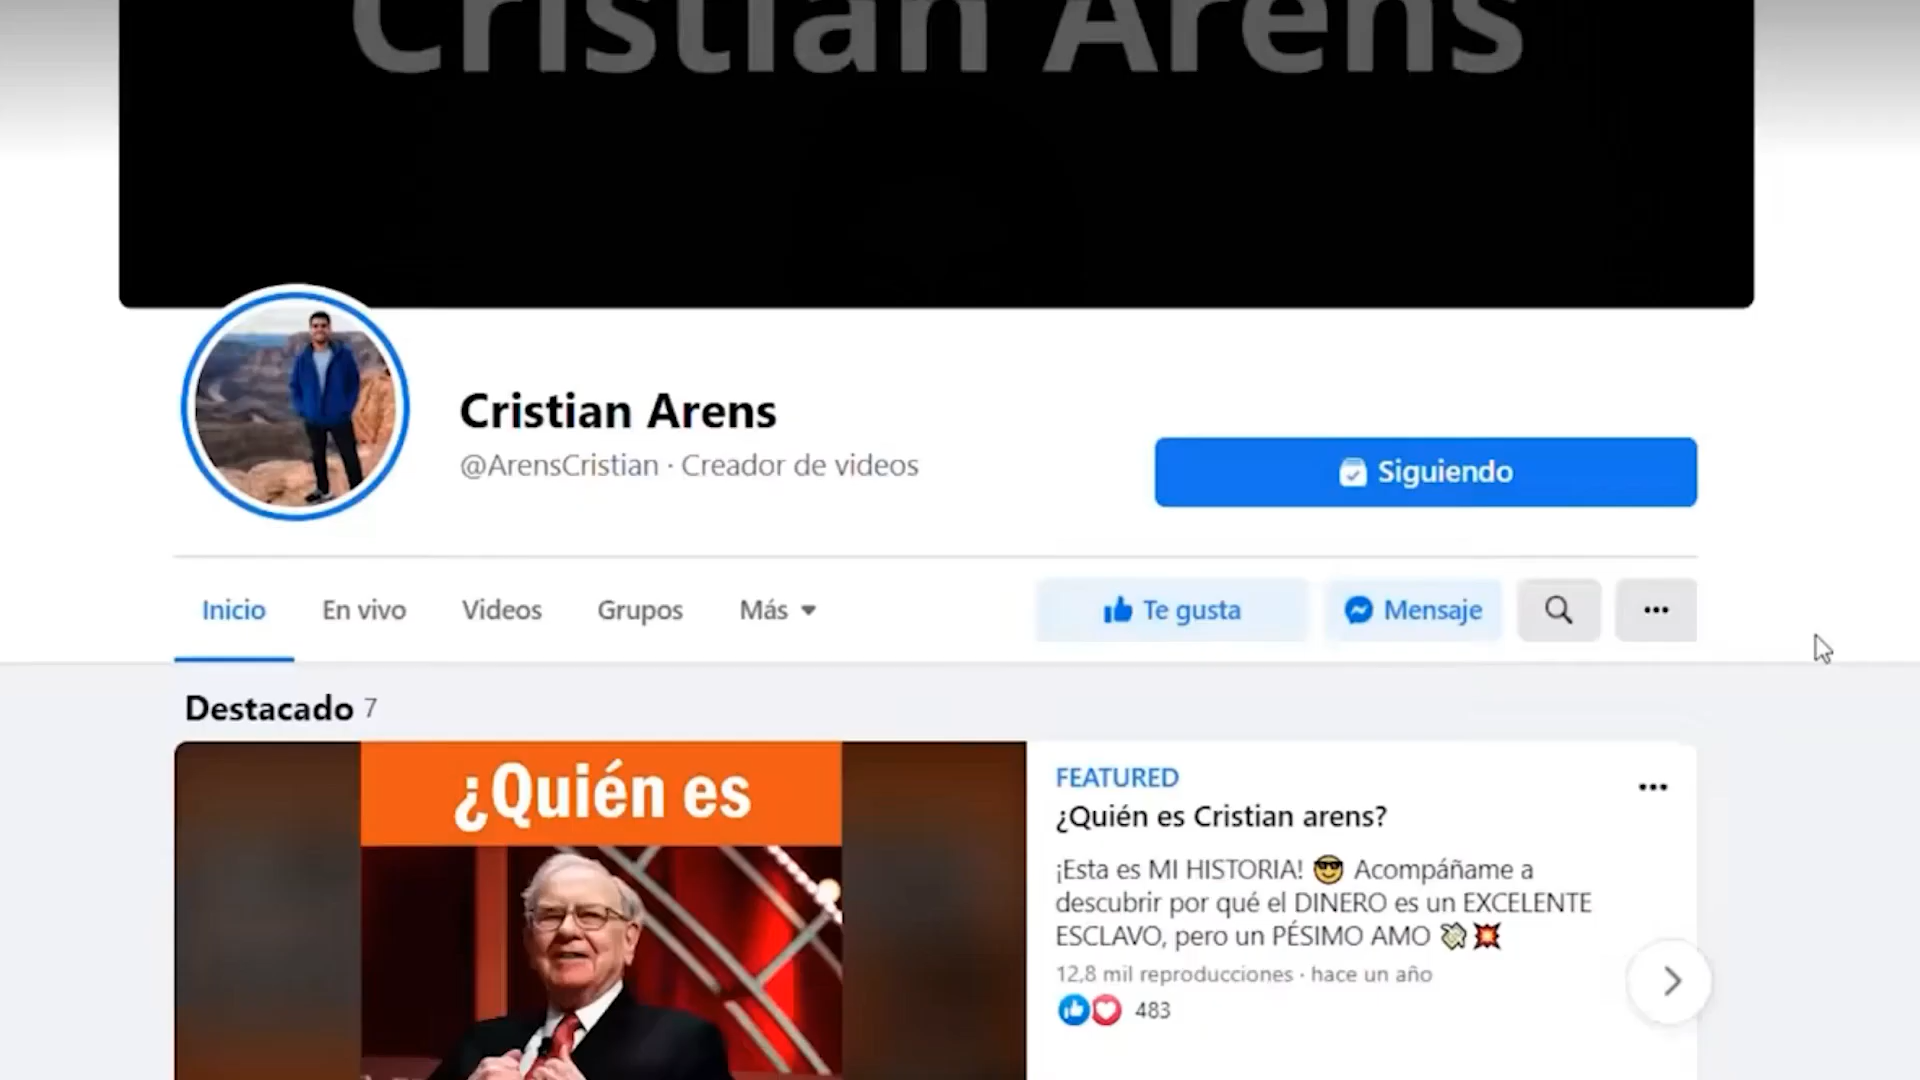 Cristian Arens
Cristian Arens
@ArensCristian · Creador de videos
Siguiendo
Inicio
En vivo
Videos
Grupos
Más
Te gusta
Mensaje
Destacado 7
¿Quién es
FEATURED
¿Quién es Cristian arens?
¡Esta es MI HISTORIA! 😎 Acompáñame a
descubrir por qué el DINERO es un EXCELENTE
ESCLAVO, pero un PÉSIMO AMO 💸💥
12,8 mil reproducciones · hace un año
483